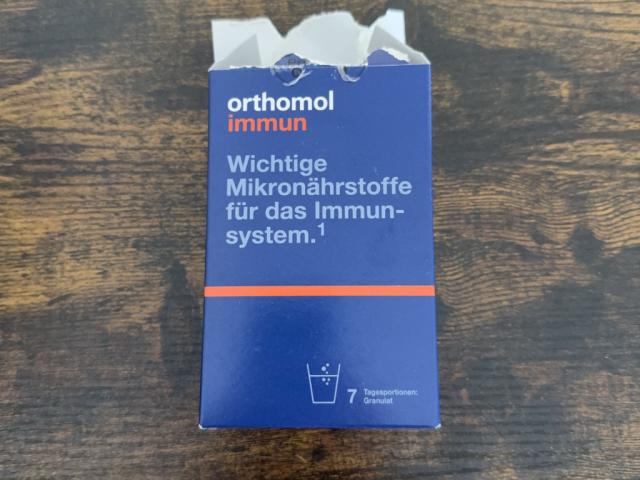 orthomol
immun
Wichtige
Mikronährstoffe
für das Immun-
system.1
7 Tagesportionen:
Granulat